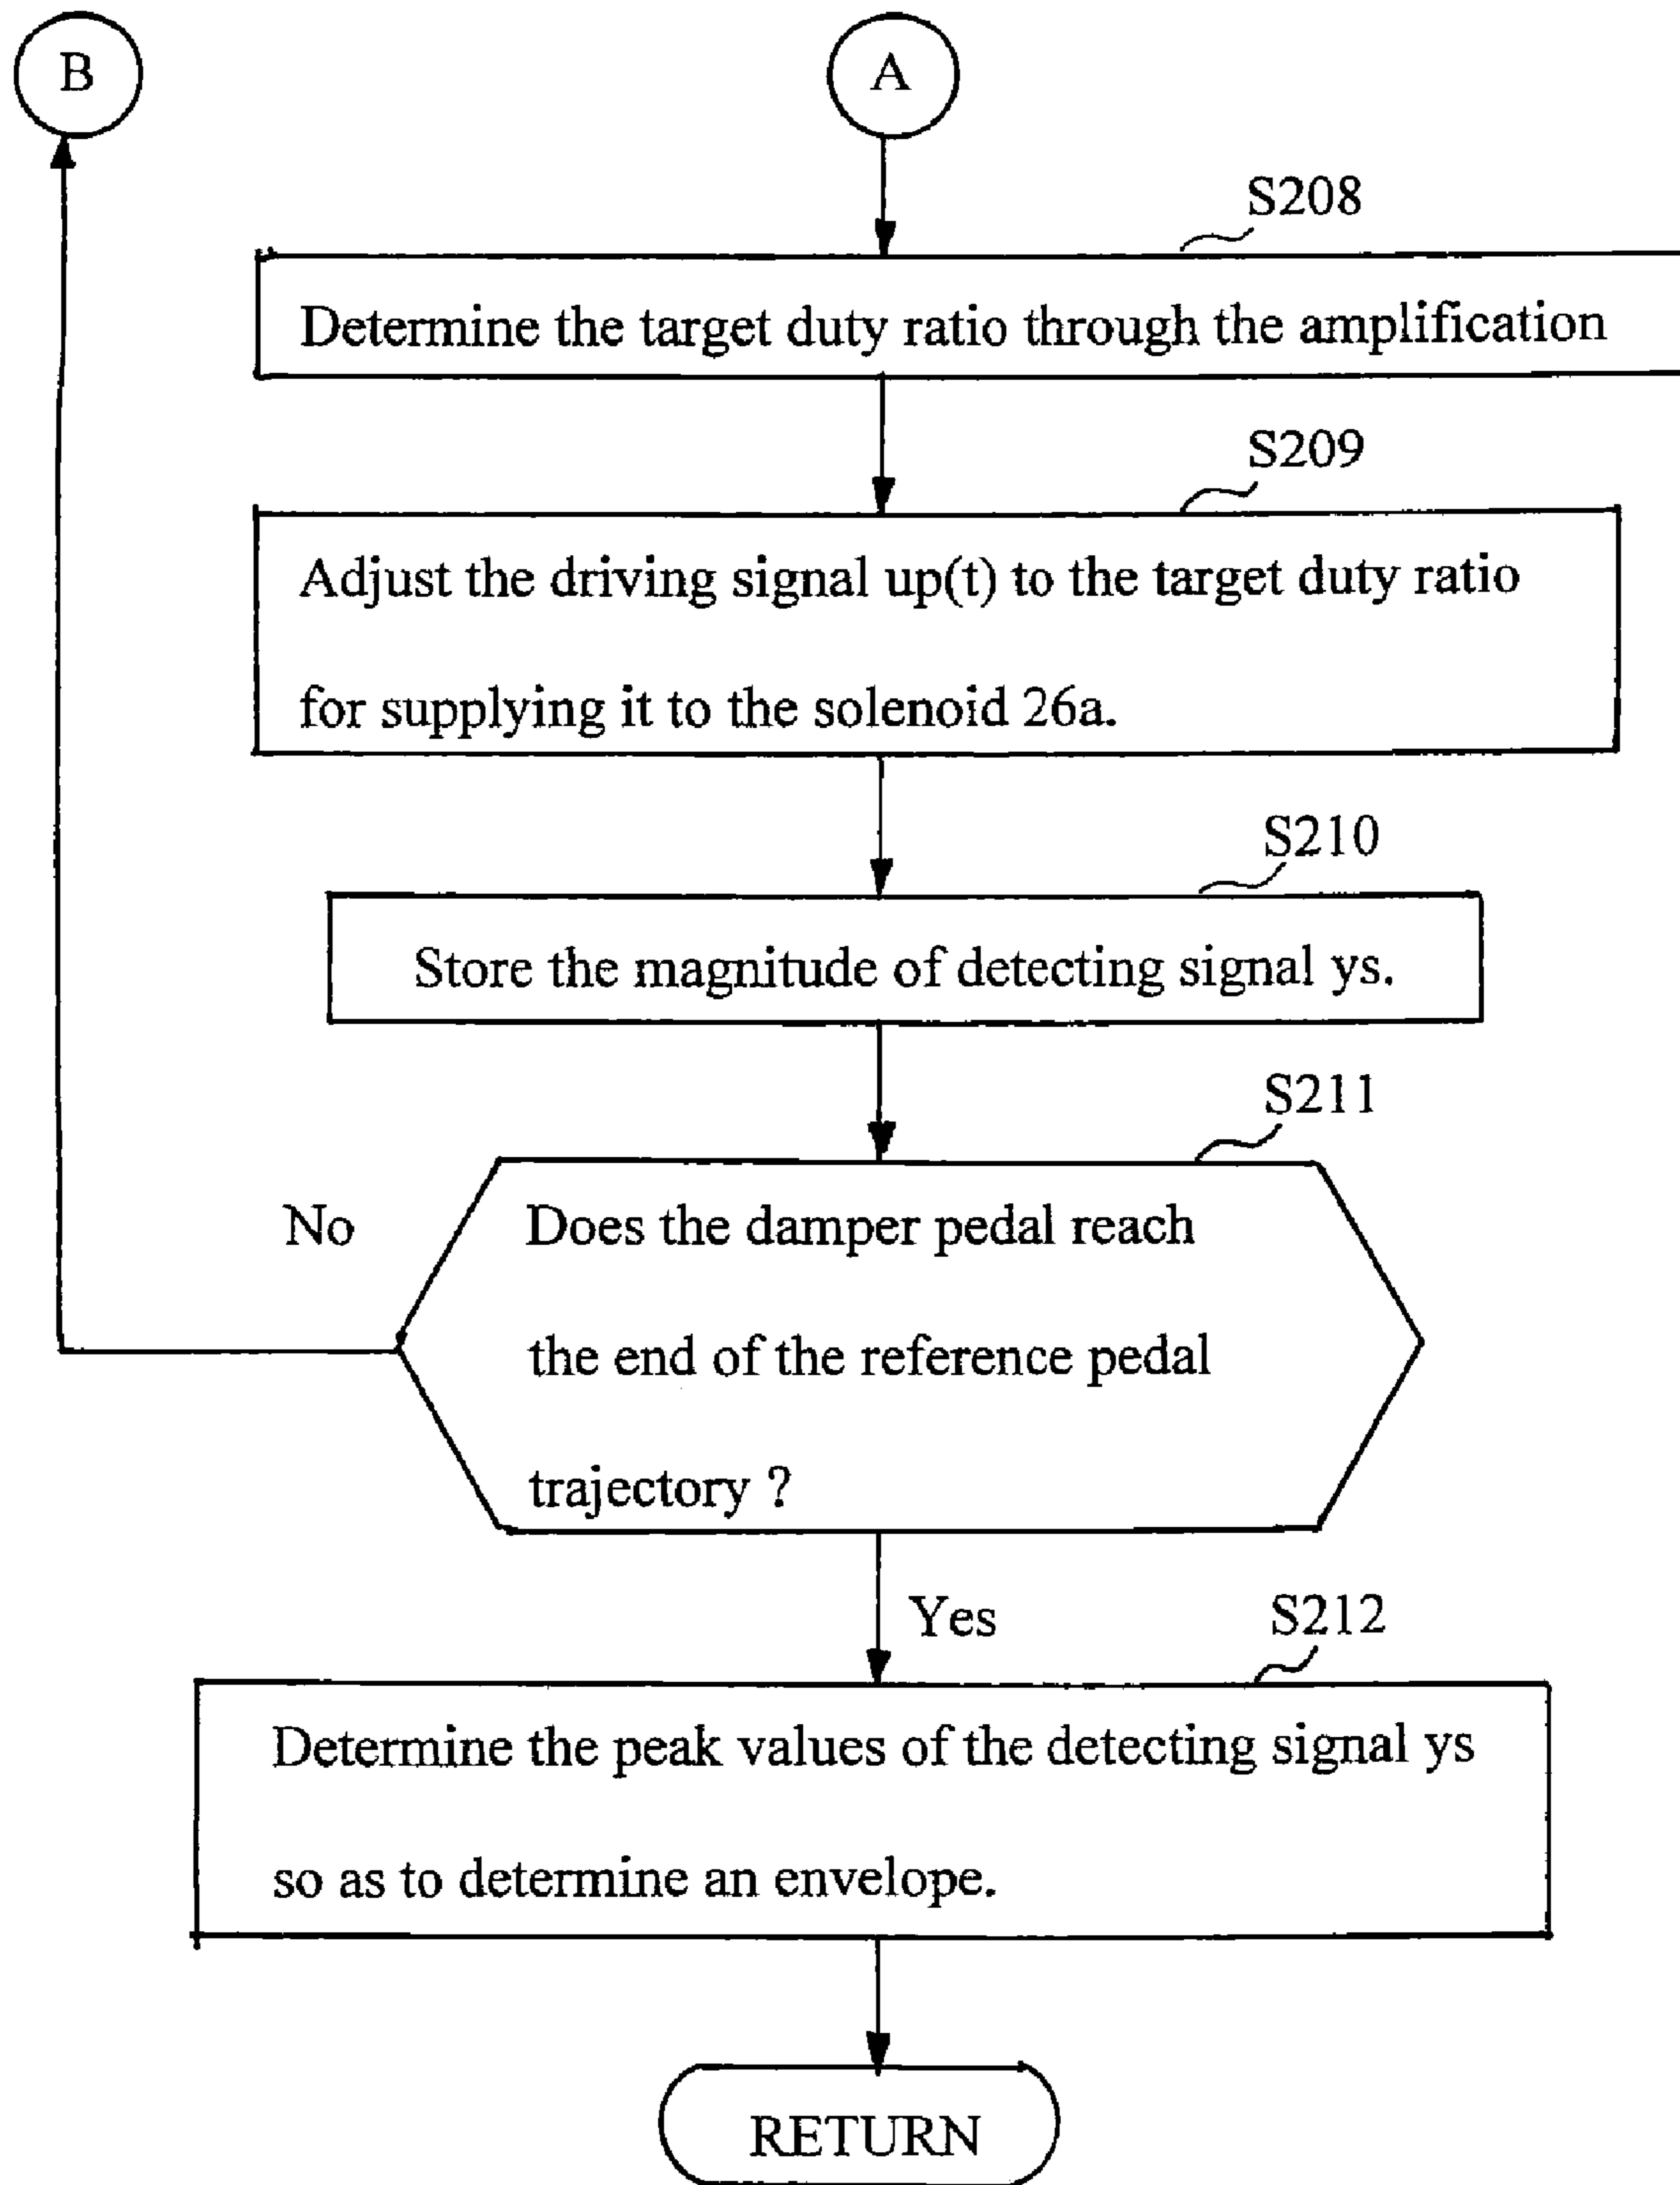 B
A
S208
Determine the target duty ratio through the amplification
S209
Adjust the driving signal up(t) to the target duty ratio
for supplying it to the solenoid 26a.
S210
Store the magnitude of detecting signal ys.
S211
No
Does the damper pedal reach
the end of the reference pedal
trajectory ?
Yes
S212
Determine the peak values of the detecting signal ys
so as to determine an envelope.
RETURN